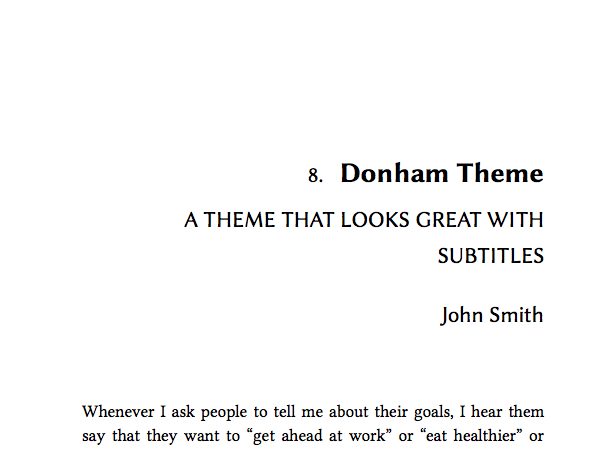 8. Donham Theme
A THEME THAT LOOKS GREAT WITH
SUBTITLES
John Smith
Whenever I ask people to tell me about their goals, I hear them
say that they want to “get ahead at work” or “eat healthier” or